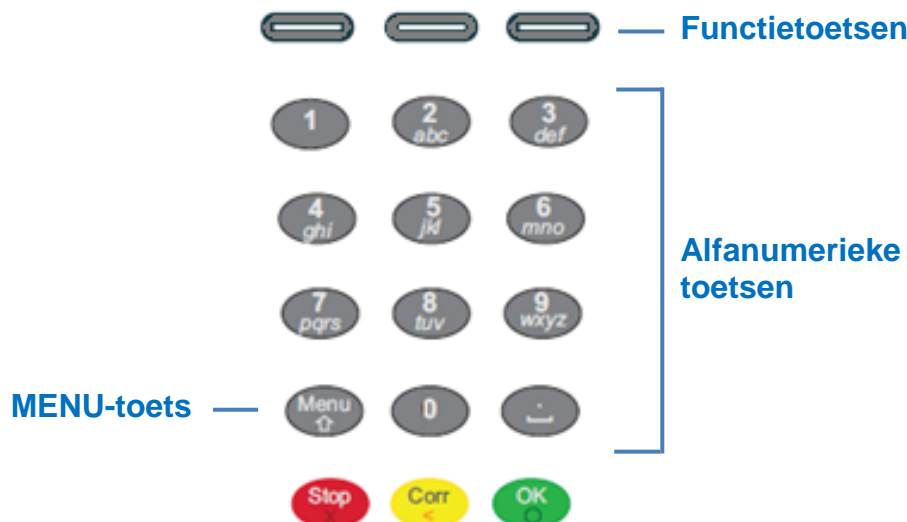 Functietoetsen
1 2 3
abc def
4 5 6
ghi jkl mno
Alfanumerieke
toetsen
7 8 9
pqrs tuv wxyz
MENU-toets
Menu 0 .
Stop Corr OK
X < O